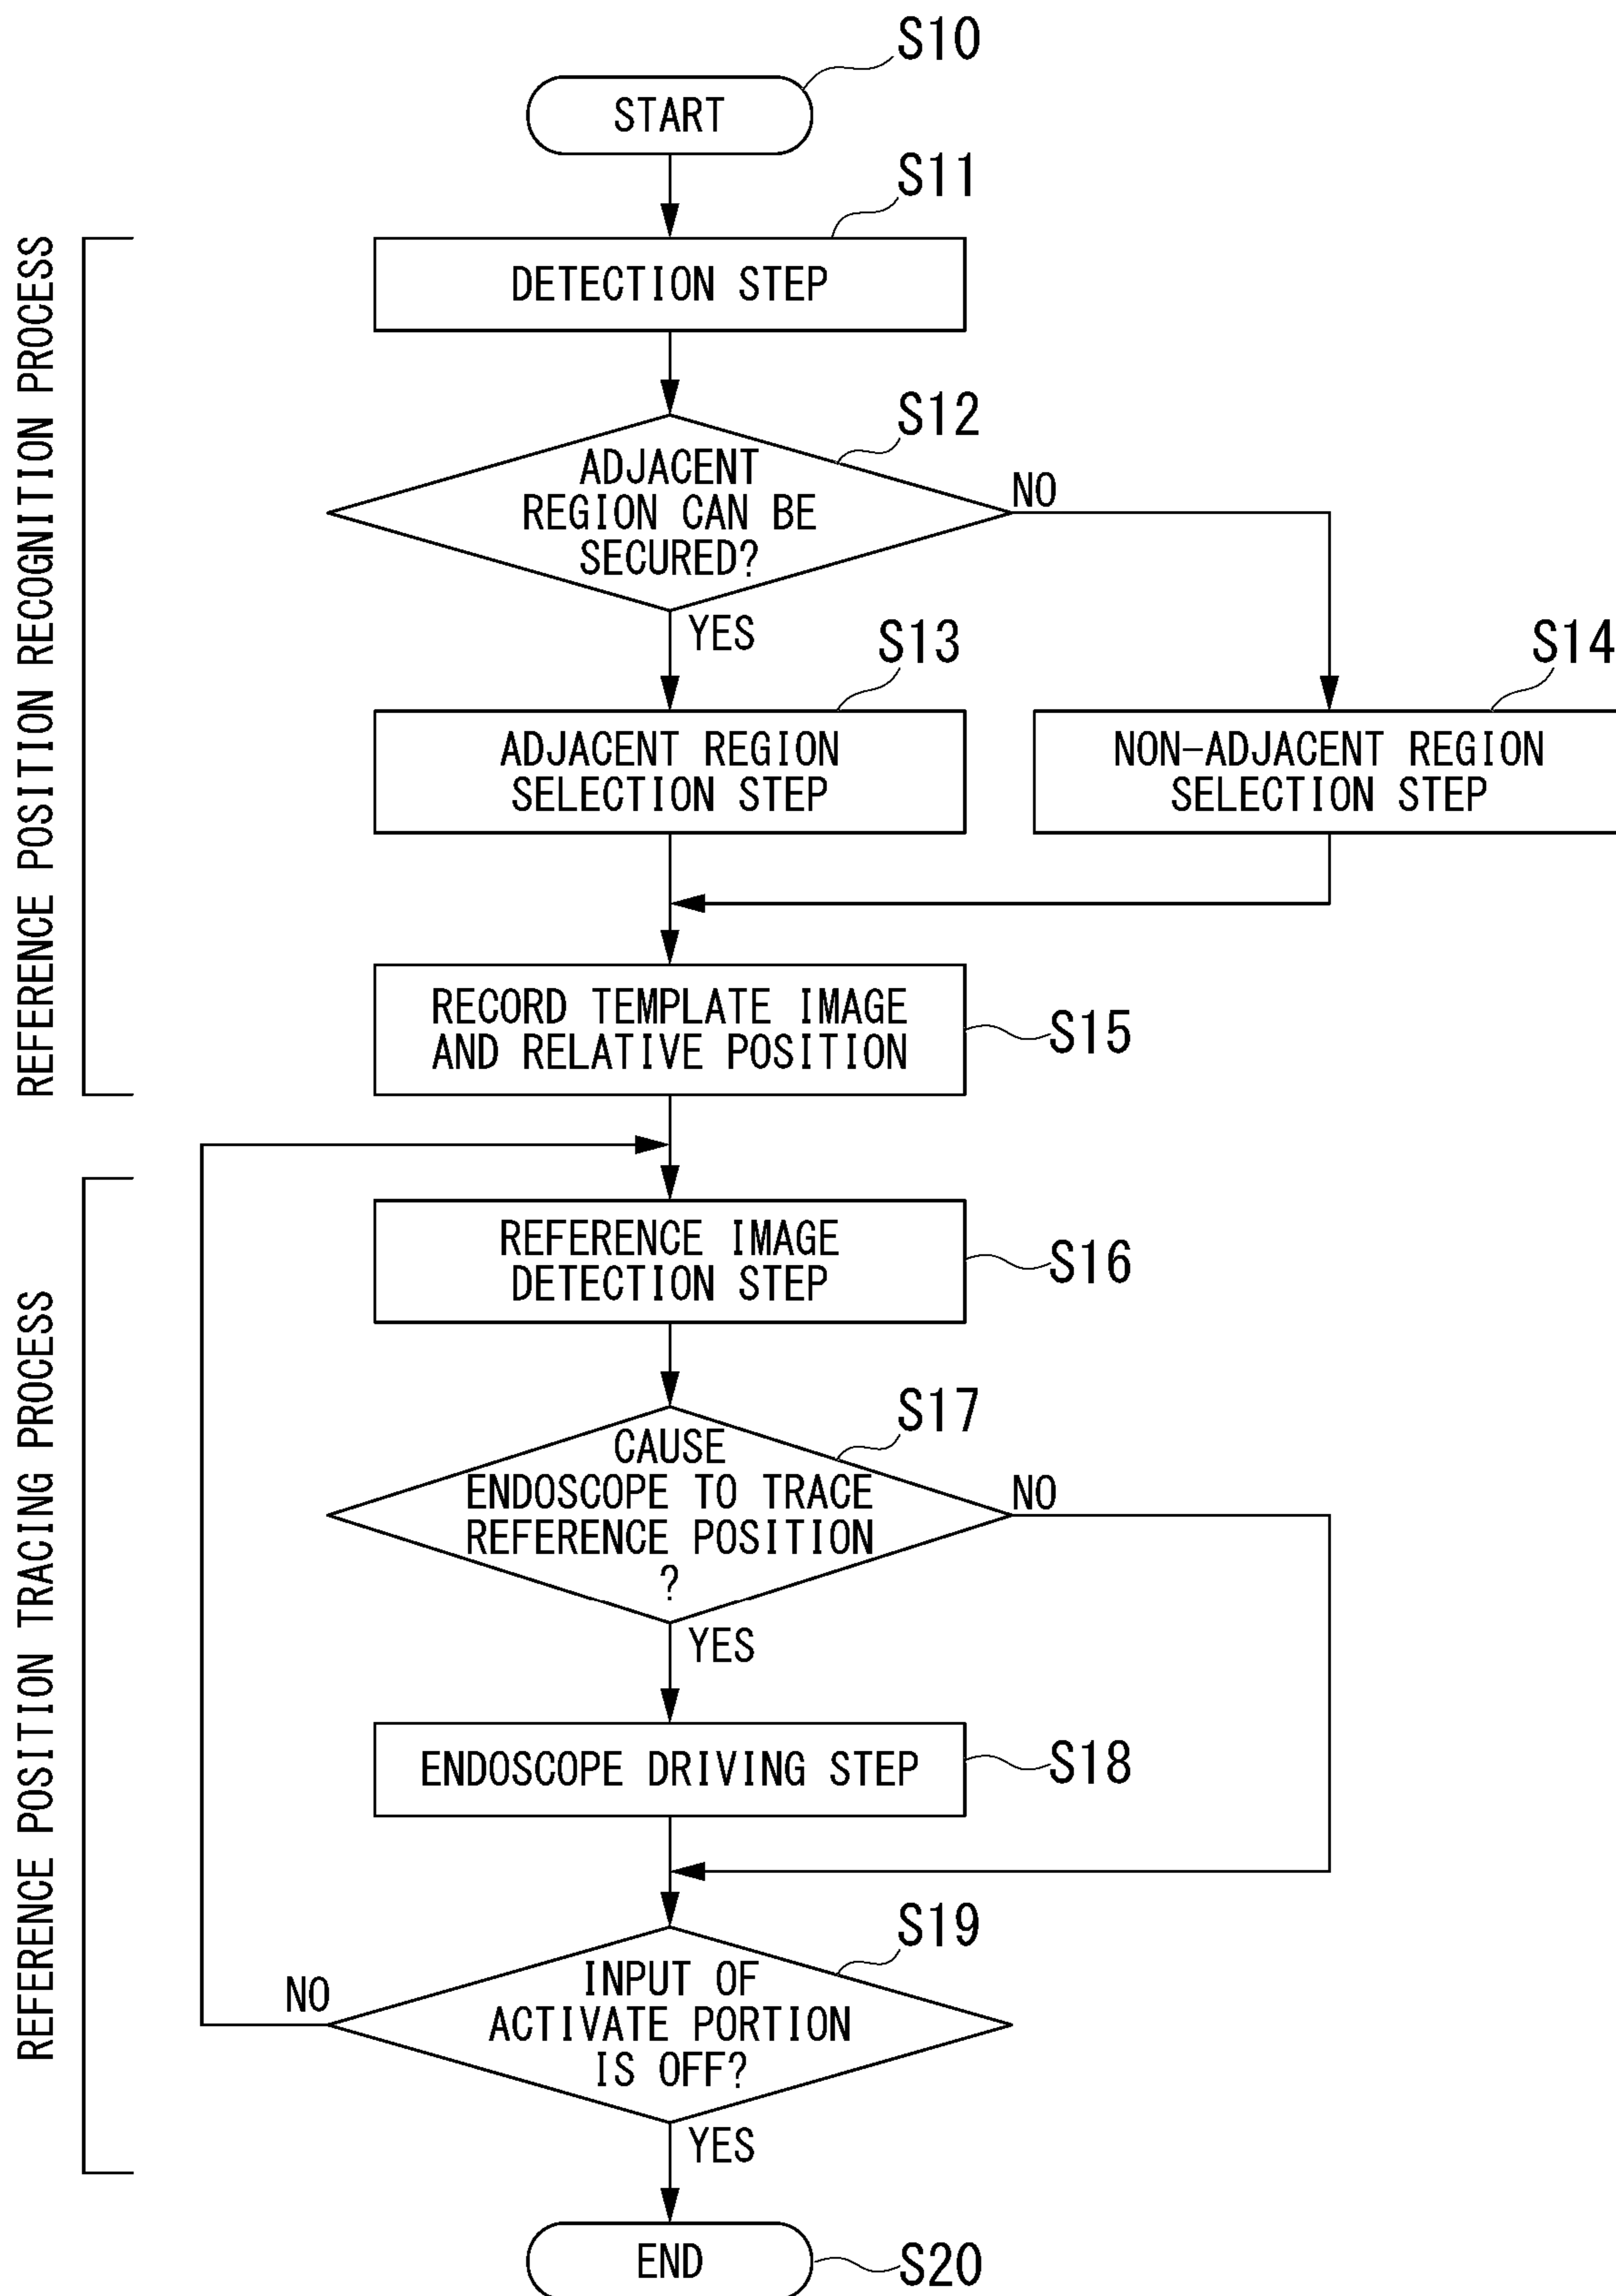 S10
START
S11
DETECTION STEP
REFERENCE POSITION RECOGNITION PROCESS
S12
ADJACENT
REGION CAN BE
SECURED?
NO
YES
S13
S14
ADJACENT REGION
SELECTION STEP
NON-ADJACENT REGION
SELECTION STEP
RECORD TEMPLATE IMAGE
AND RELATIVE POSITION
S15
REFERENCE POSITION TRACING PROCESS
REFERENCE IMAGE
DETECTION STEP
S16
S17
CAUSE
ENDOSCOPE TO TRACE
REFERENCE POSITION
?
NO
YES
ENDOSCOPE DRIVING STEP
S18
S19
INPUT OF
ACTIVATE PORTION
IS OFF?
NO
YES
END
S20